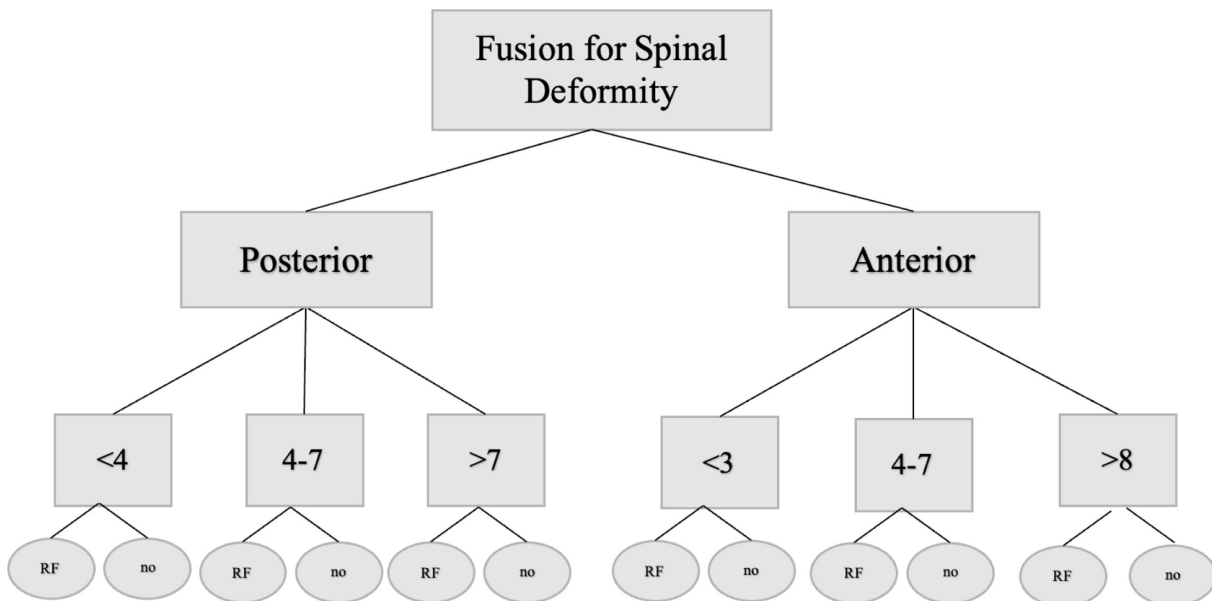 Fusion for Spinal
Deformity
Posterior
Anterior
<4
4-7
>7
<3
4-7
>8
RF
no
RF
no
RF
no
RF
no
RF
no
RF
no